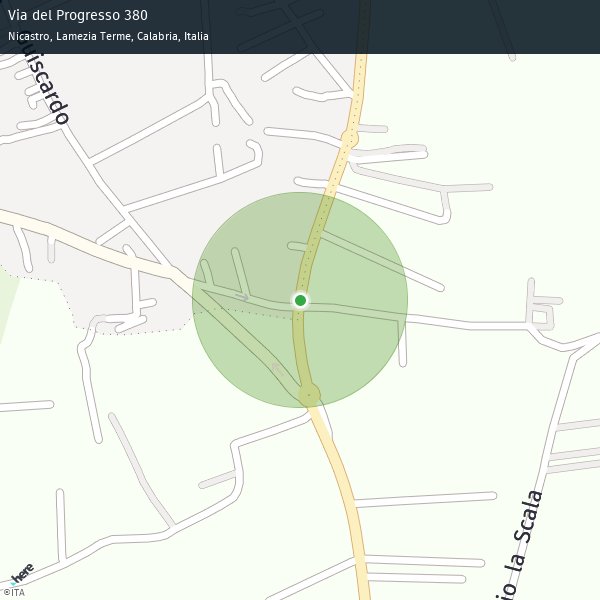 Via del Progresso 380
Nicastro, Lamezia Terme, Calabria, Italia
uiscardo
io la Scala
here
©ITA